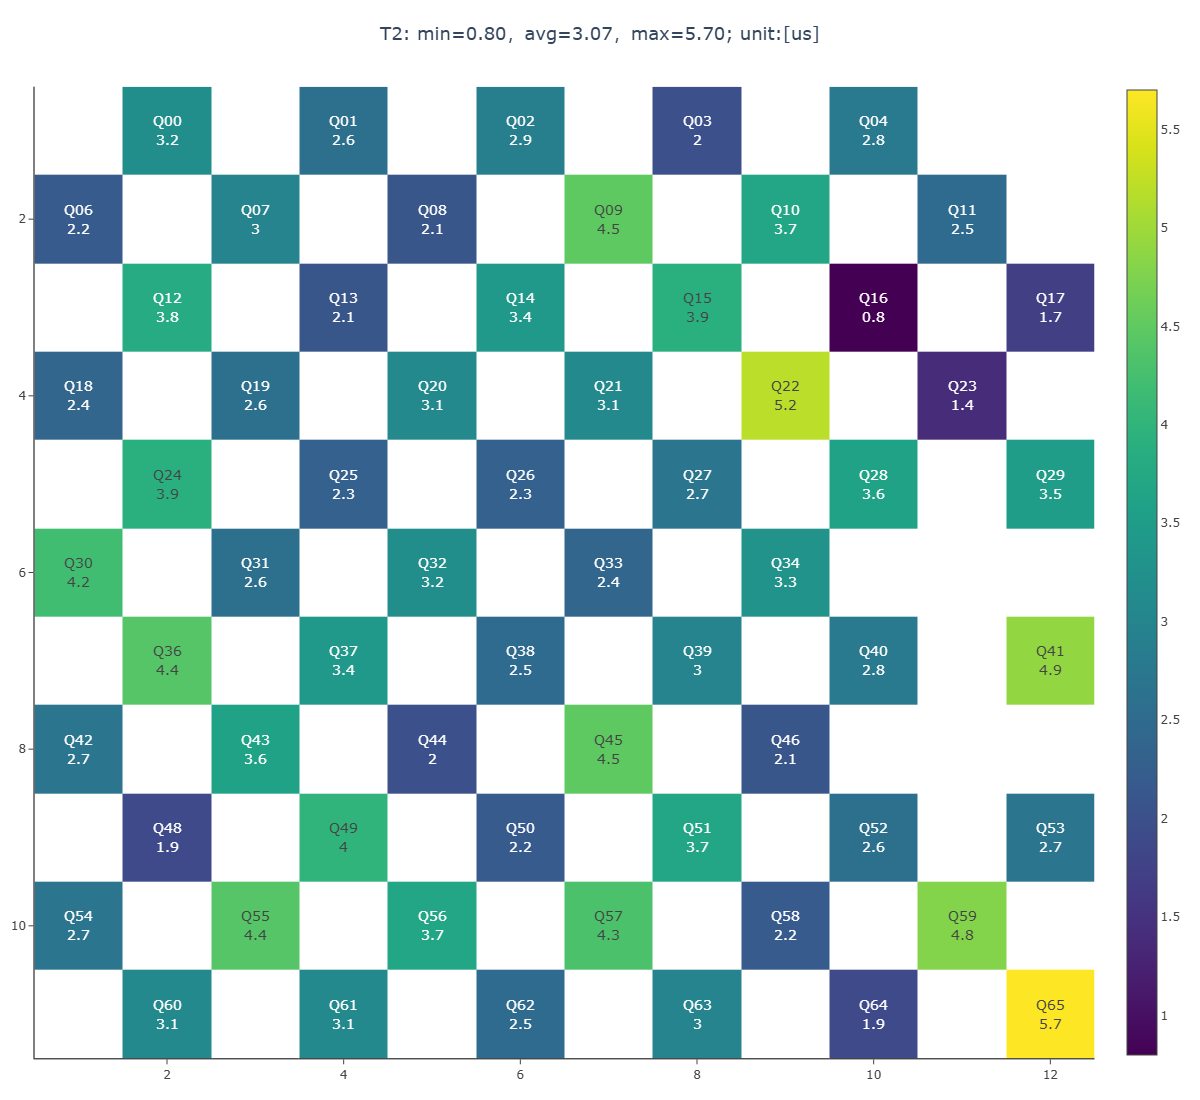 T2: min=0.80, avg=3.07, max=5.70; unit:[us]
Q00 Q01 Q02 Q03 Q04
3.2 2.6 2.9 2 2.8
5.5
2
Q06 Q07 Q08 Q09 Q10 Q11
2.2 3 2.1 4.5 3.7 2.5
5
Q12 Q13 Q14 Q15 Q16 Q17
3.8 2.1 3.4 3.9 0.8 1.7
4.5
4
Q18 Q19 Q20 Q21 Q22 Q23
2.4 2.6 3.1 3.1 5.2 1.4
4
Q24 Q25 Q26 Q27 Q28 Q29
3.9 2.3 2.3 2.7 3.6 3.5
3.5
6
Q30 Q31 Q32 Q33 Q34
4.2 2.6 3.2 2.4 3.3
3
Q36 Q37 Q38 Q39 Q40 Q41
4.4 3.4 2.5 3 2.8 4.9
2.5
8
Q42 Q43 Q44 Q45 Q46
2.7 3.6 2 4.5 2.1
2
Q48 Q49 Q50 Q51 Q52 Q53
1.9 4 2.2 3.7 2.6 2.7
1.5
10
Q54 Q55 Q56 Q57 Q58 Q59
2.7 4.4 3.7 4.3 2.2 4.8
1
Q60 Q61 Q62 Q63 Q64 Q65
3.1 3.1 2.5 3 1.9 5.7
2 4 6 8 10 12